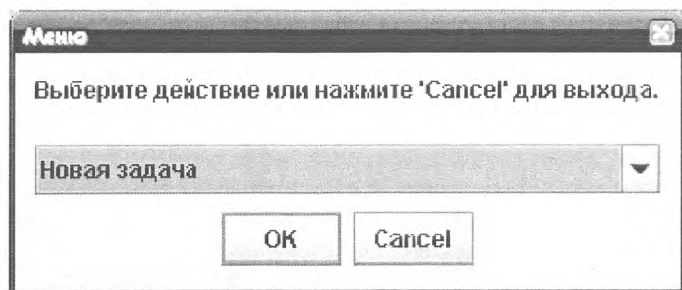 Меню
Выберите действие или нажмите 'Cancel' для выхода.
Новая задача
OK
Cancel